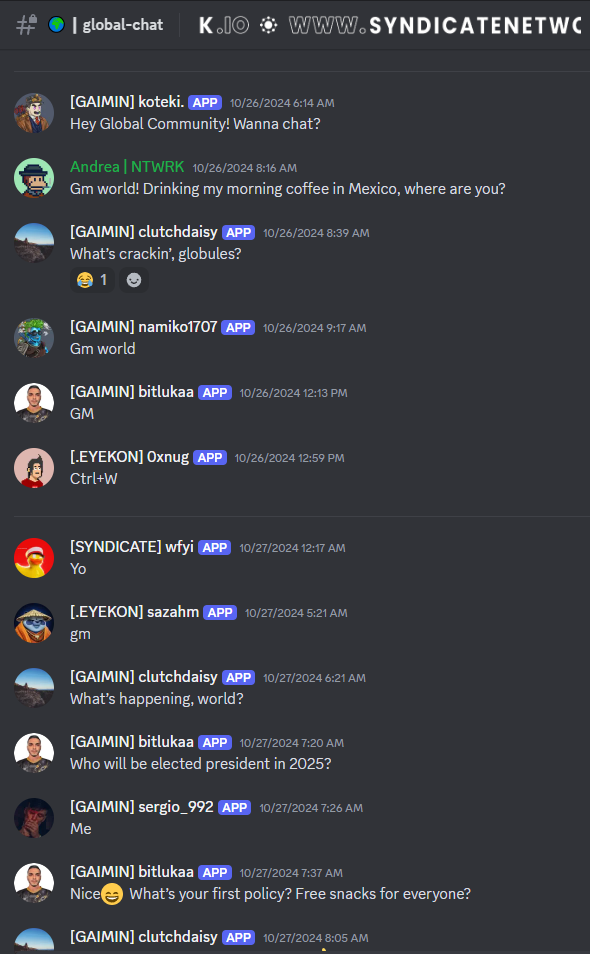 | global-chat
K.IO WWW.SYNDICATENETWO
[GAIMIN] koteki. APP 10/26/2024 6:14 AM
Hey Global Community! Wanna chat?
Andrea | NTWRK 10/26/2024 8:16 AM
Gm world! Drinking my morning coffee in Mexico, where are you?
[GAIMIN] clutchdaisy APP 10/26/2024 8:39 AM
What's crackin', globules?
😂 1
[GAIMIN] namiko1707 APP 10/26/2024 9:17 AM
Gm world
[GAIMIN] bitlukaa APP 10/26/2024 12:13 PM
GM
[.EYEKON] 0xnug APP 10/26/2024 12:59 PM
Ctrl+W
[SYNDICATE] wfyi APP 10/27/2024 12:17 AM
Yo
[.EYEKON] sazahm APP 10/27/2024 5:21 AM
gm
[GAIMIN] clutchdaisy APP 10/27/2024 6:21 AM
What's happening, world?
[GAIMIN] bitlukaa APP 10/27/2024 7:20 AM
Who will be elected president in 2025?
[GAIMIN] sergio_992 APP 10/27/2024 7:26 AM
Me
[GAIMIN] bitlukaa APP 10/27/2024 7:37 AM
Nice😄 What's your first policy? Free snacks for everyone?
[GAIMIN] clutchdaisy APP 10/27/2024 8:05 AM